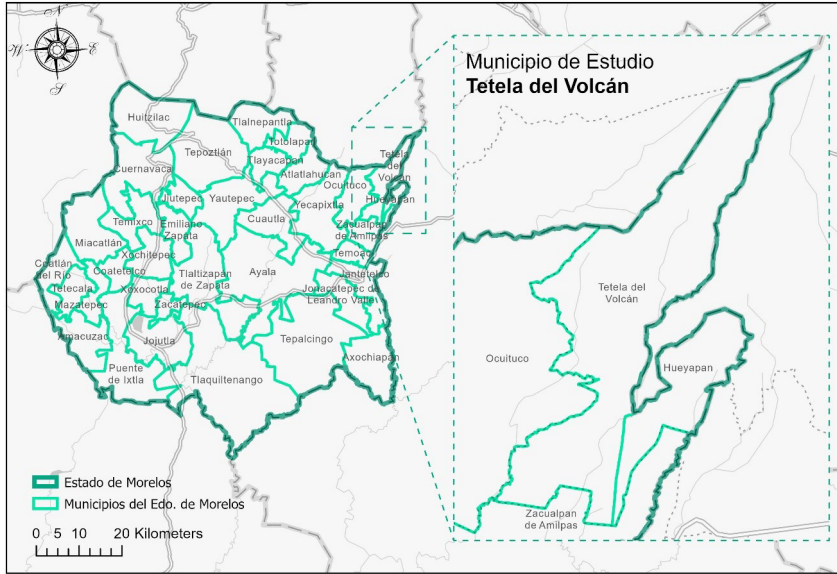 N
W
E
S
Huitzilac
Tlalnepantla
Totolapan
Tepoztlán
Tlayacapan
Cuernavaca
Atlatlahucan
Ocuituco
Tetela
del
Volcán
Hueyapan
Jiutepec
Yautepec
Yecapixtla
Cuautla
Temixco
Emiliano
Zapata
Zacualpan
de Amilpas
Miacatlán
Temoac
Xochitepec
Coatlán
del Río
Coatetelco
Tlaltizapan
de Zapata
Ayala
Jantetelco
Tetecala
Xoxocotla
Jonacatepec de
Leandro Valle
Mazatepec
Zacatepec
Amacuzac
Jojutla
Tepalcingo
Axochiapan
Puente
de Ixtla
Tlaquiltenango
Estado de Morelos
Municipios del Edo. de Morelos
0 5 10 20 Kilometers
Municipio de Estudio
Tetela del Volcán
Tetela del
Volcán
Ocuituco
Hueyapan
Zacualpan
de Amilpas